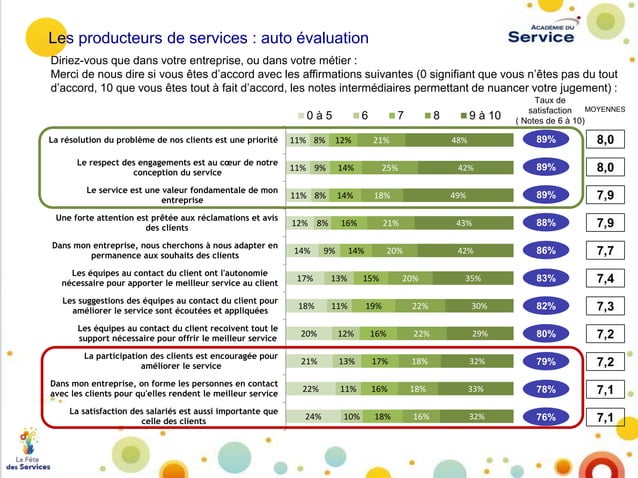 Les producteurs de services : auto évaluation
ACADÉMIE DU
Service
Diriez-vous que dans votre entreprise, ou dans votre métier :
Merci de nous dire si vous êtes d’accord avec les affirmations suivantes (0 signifiant que vous n’êtes pas du tout
d’accord, 10 que vous êtes tout à fait d’accord, les notes intermédiaires permettant de nuancer votre jugement) :
Taux de
satisfaction
( Notes de 6 à 10)
MOYENNES
0 à 5 6 7 8 9 à 10
La résolution du problème de nos clients est une priorité 11% 8% 12% 21% 48% 89% 8,0
Le respect des engagements est au cœur de notre
conception du service
11% 9% 14% 25% 42% 89% 8,0
Le service est une valeur fondamentale de mon
entreprise
11% 8% 14% 18% 49% 89% 7,9
Une forte attention est prêtée aux réclamations et avis
des clients
12% 8% 16% 21% 43% 88% 7,9
Dans mon entreprise, nous cherchons à nous adapter en
permanence aux souhaits des clients
14% 9% 14% 20% 42% 86% 7,7
Les équipes au contact du client ont l'autonomie
nécessaire pour apporter le meilleur service au client
17% 13% 15% 20% 35% 83% 7,4
Les suggestions des équipes au contact du client pour
améliorer le service sont écoutées et appliquées
18% 11% 19% 22% 30% 82% 7,3
Les équipes au contact du client recoivent tout le
support nécessaire pour offrir le meilleur service
20% 12% 16% 22% 29% 80% 7,2
La participation des clients est encouragée pour
améliorer le service
21% 13% 17% 18% 32% 79% 7,2
Dans mon entreprise, on forme les personnes en contact
avec les clients pour qu'elles rendent le meilleur service
22% 11% 16% 18% 33% 78% 7,1
La satisfaction des salariés est aussi importante que
celle des clients
24% 10% 18% 16% 32% 76% 7,1
La Fête
des Services